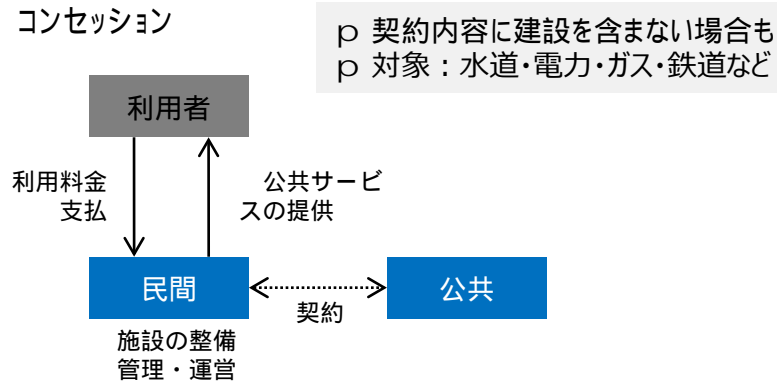 コンセッション
p 契約内容に建設を含まない場合も
p 対象：水道・電力・ガス・鉄道など
利用者
利用料金
支払
公共サービ
スの提供
民間
公共
契約
施設の整備
管理・運営